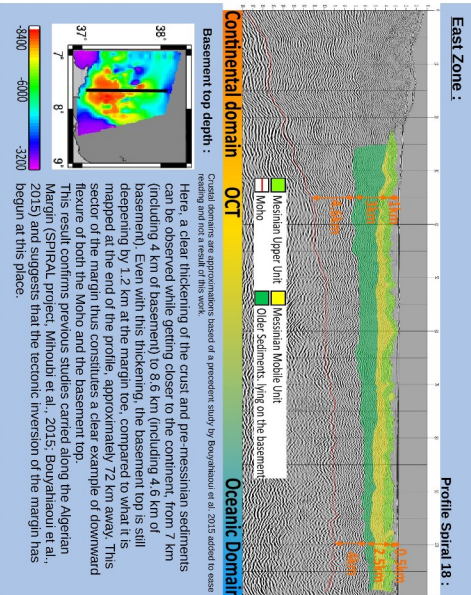 East Zone :
Profile Spiral 18 :
Mesinian Upper Unit
Messinian Mobile Unit
Moho
Older Sediments. lying on the basement
1km
0.5km
2.5km
4km
Continental domain
OCT
Oceanic Domain
Crustal domains are approximations based of a precedent study by Bouyahiaoui et al. 2015 added to ease
reading and not a result of this work.
Basement top depth :
7°
8°
9°
38°
37°
-8400
-6000
-3200
Here, a clear thickening of the crust and pre-messinian sediments
can be observed while getting closer to the continent, from 7 km
(including 4 km of basement) to 8.6 km (including 4.6 km of
basement). Even with this thickening, the basement top is still
deepening by 1.2 km at the margin toe, compared to what it is
mapped at the end of the profile, approximately 72 km away. This
sector of the margin thus constitutes a clear example of downward
flexure of both the Moho and the basement top.
This result confirms previous studies carried along the Algerian
Margin (SPIRAL project, Mihoubi et al., 2015; Bouyahiaoui et al.,
2015) and suggests that the tectonic inversion of the margin has
begun at this place.